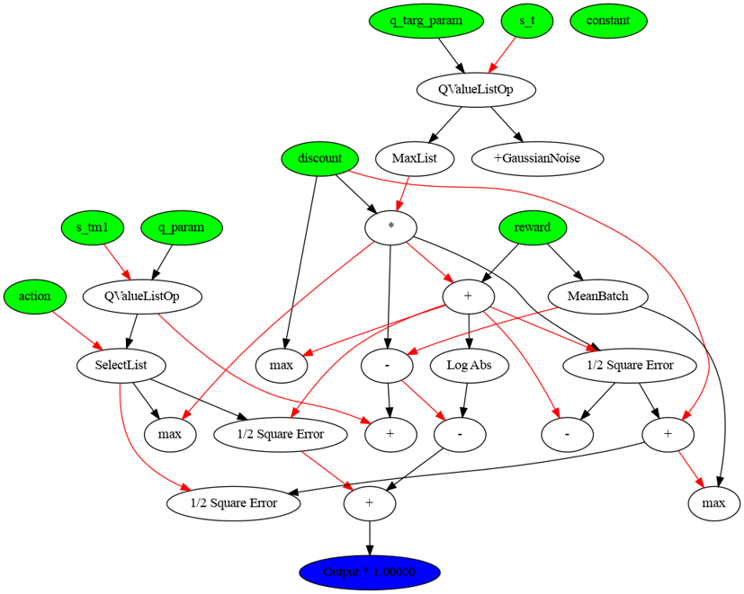 q_targ_param
s_t
constant
QValueListOp
discount
MaxList
+GaussianNoise
s_tm1
q_param
*
reward
action
QValueListOp
+
MeanBatch
SelectList
max
-
Log Abs
1/2 Square Error
max
1/2 Square Error
+
-
-
+
1/2 Square Error
+
max
Output * 1.00000